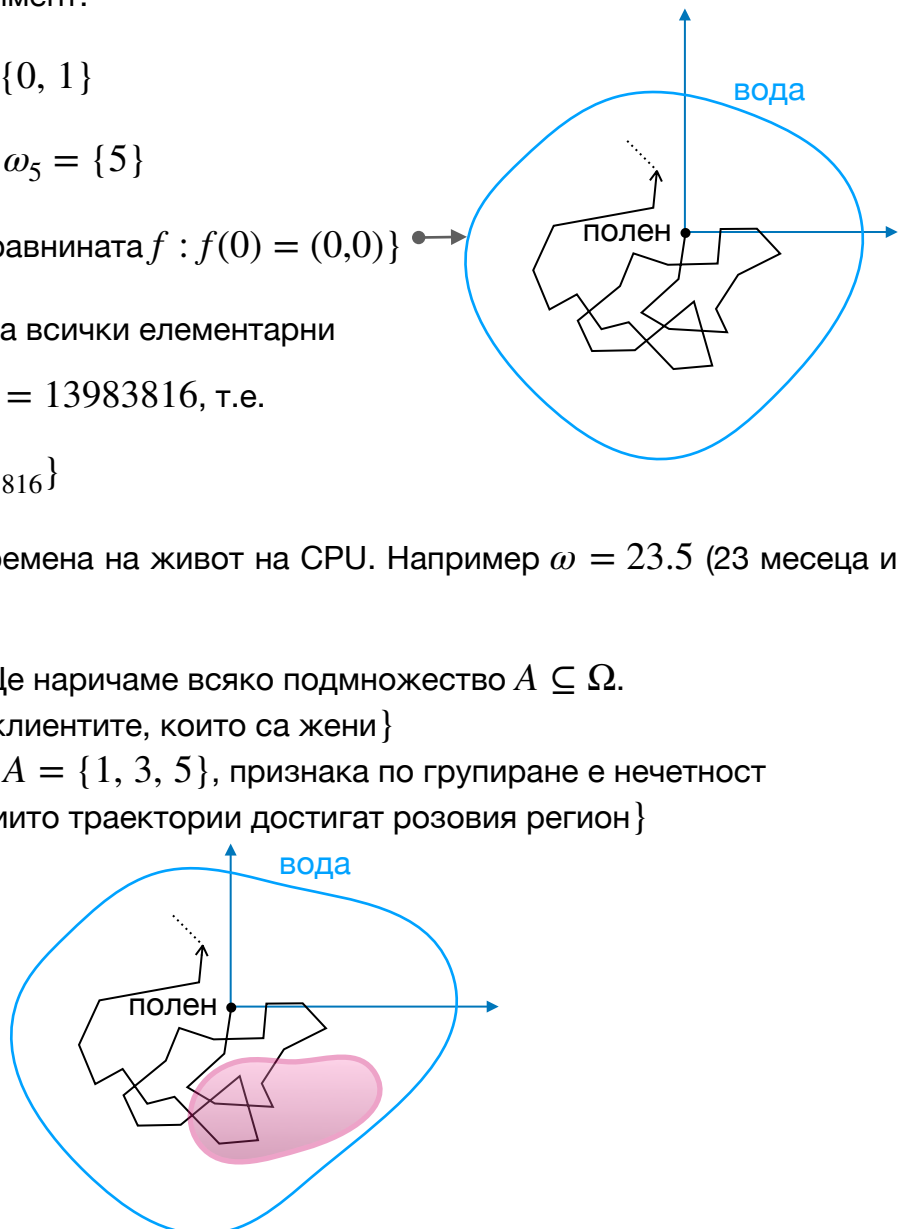 {0, 1}
вода
ω₅ = {5}
полен
равнината f : f(0) = (0,0)}
а всички елементарни
= 13983816, т.е.
₈₁₆}
ремена на живот на CPU. Например ω = 23.5 (23 месеца и
Ще наричаме всяко подмножество A ⊆ Ω.
клиентите, които са жени}
A = {1, 3, 5}, признака по групиране е нечетност
иито траектории достигат розовия регион}
вода
полен